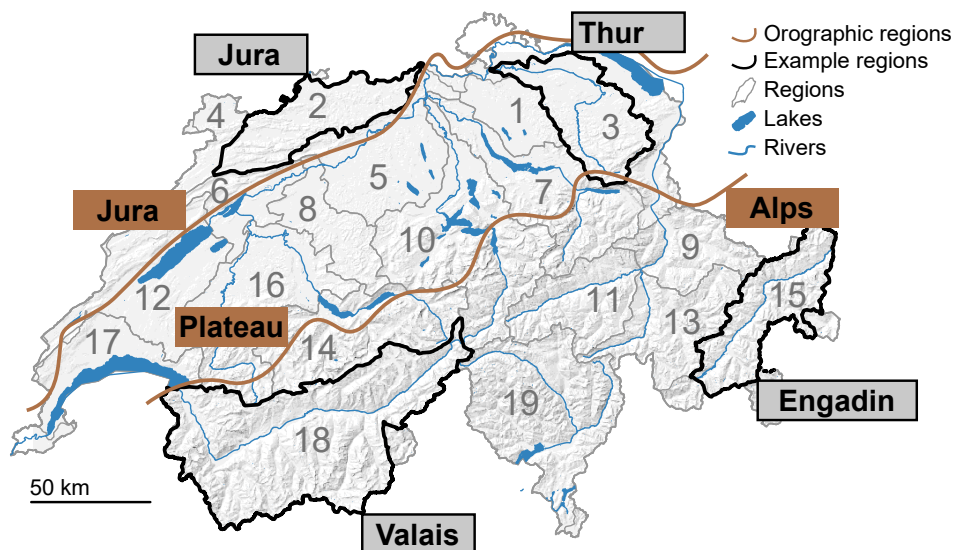 Thur
Jura
Orographic regions
Example regions
Regions
Lakes
Rivers
1
2
3
4
5
6
7
8
Jura
Alps
9
10
11
12
13
14
15
16
Plateau
17
18
19
Engadin
50 km
Valais